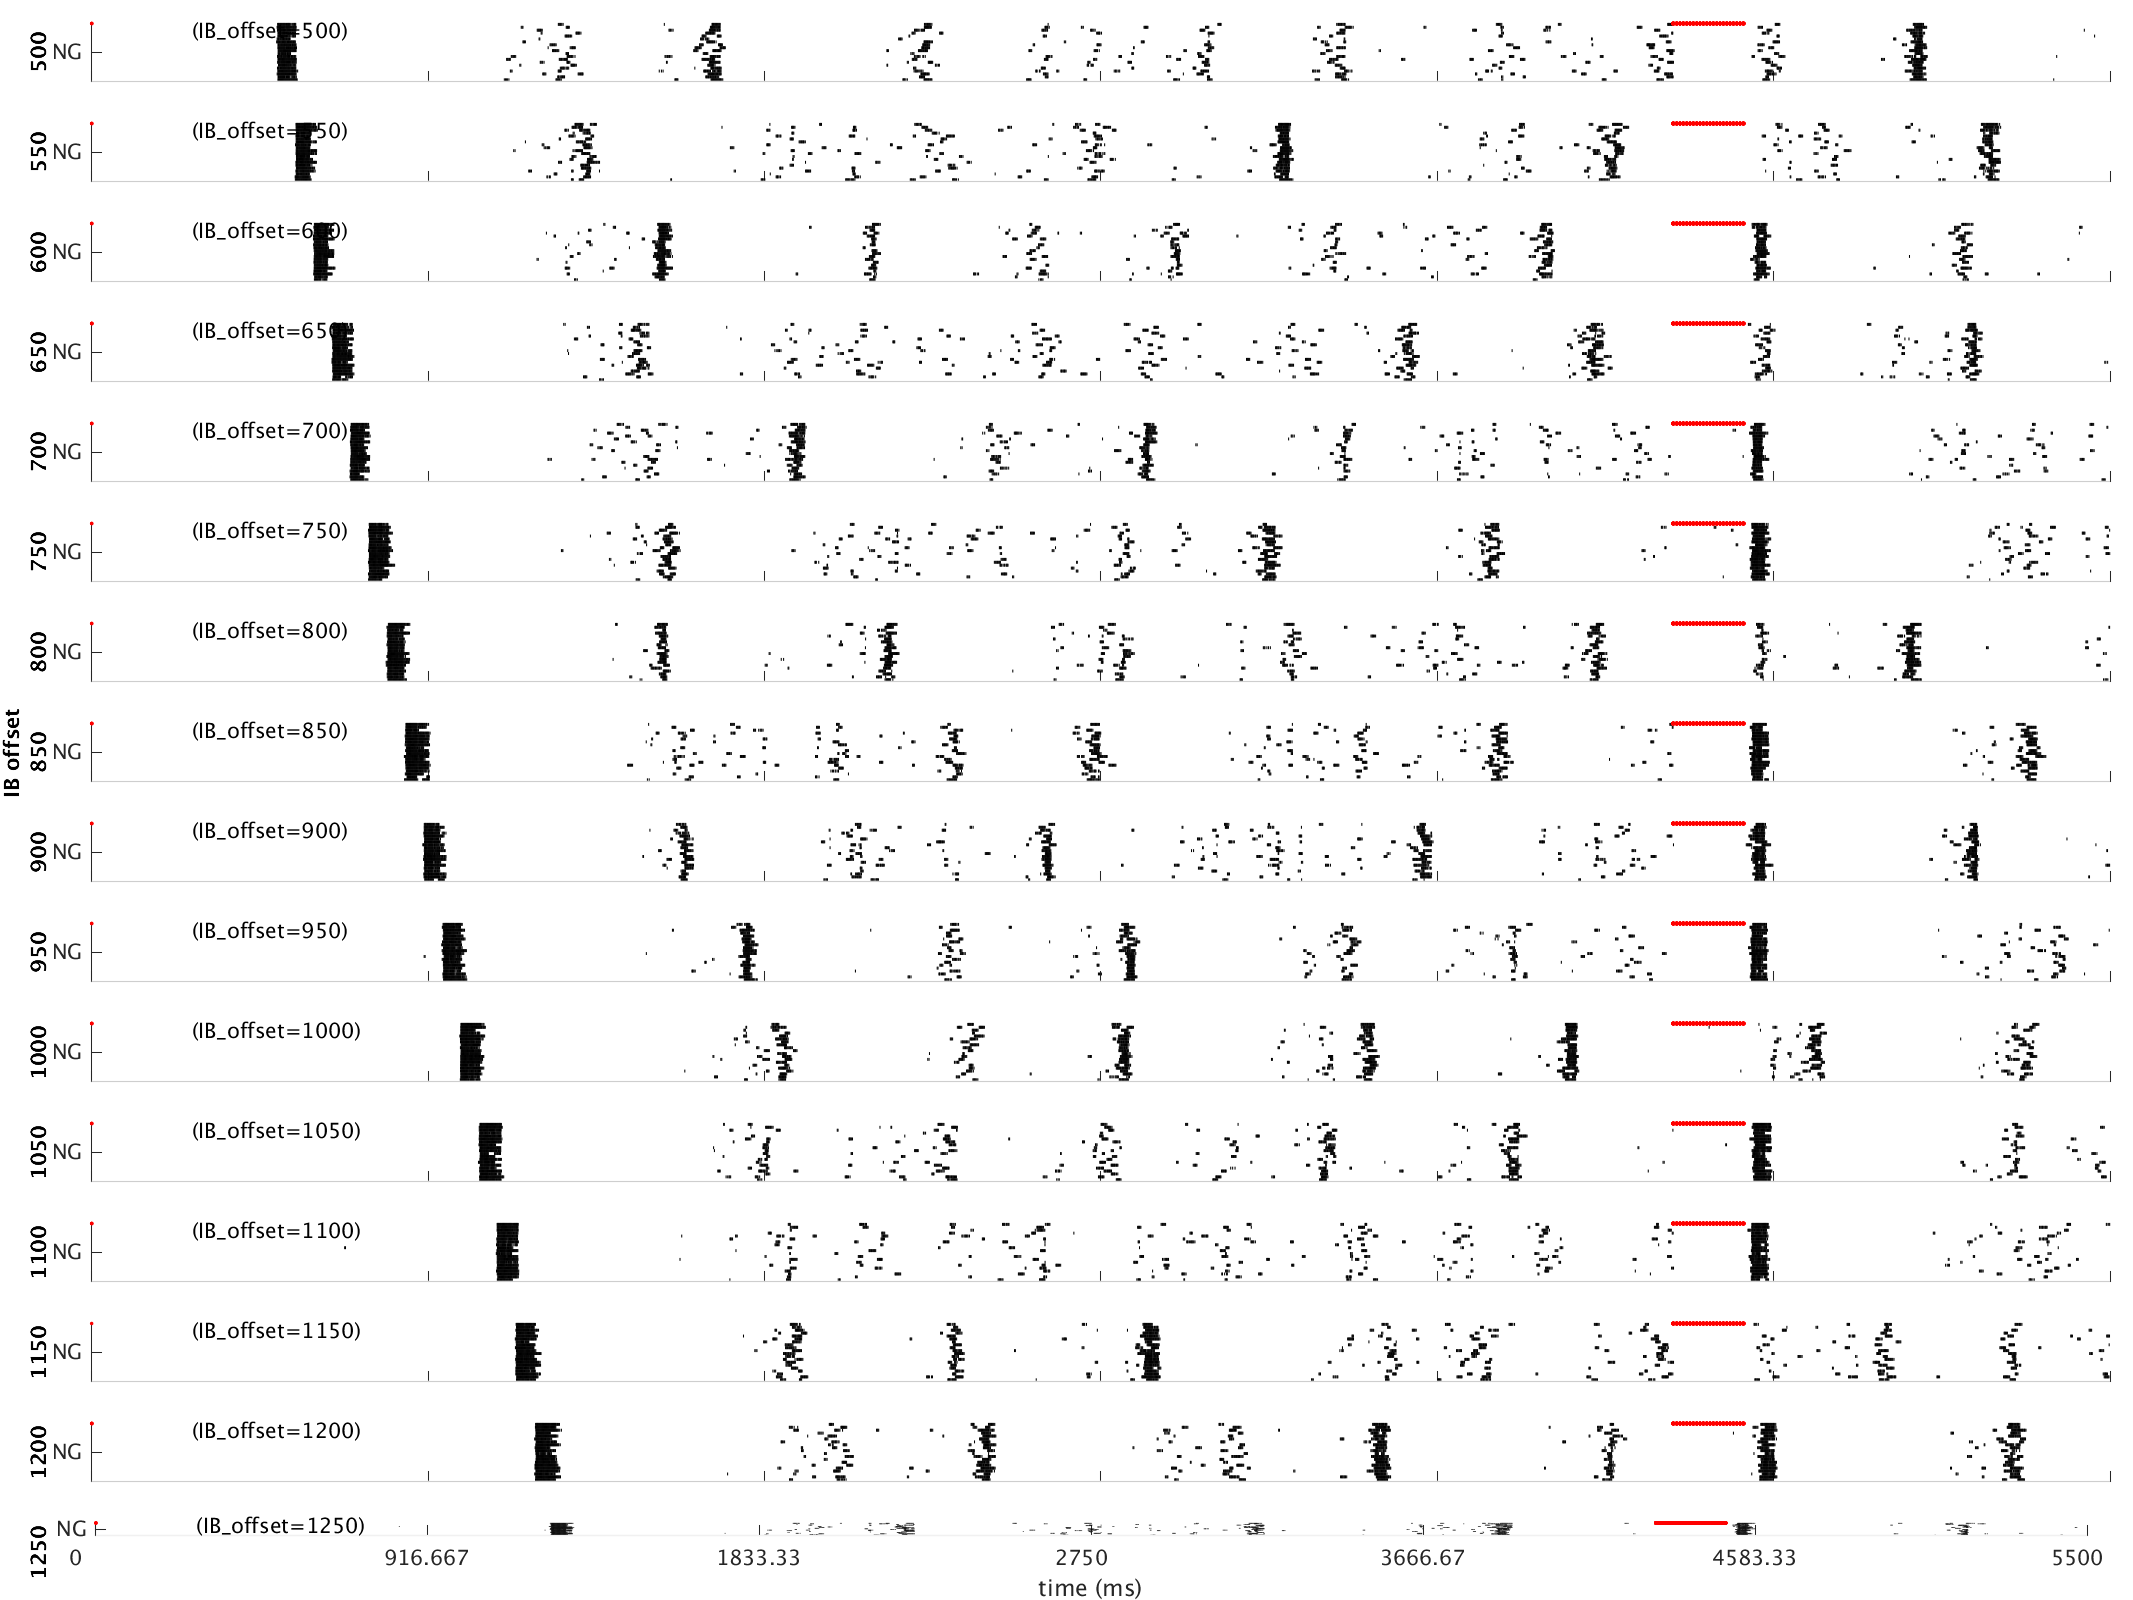 500 NG (IB_offset=500)
550 NG (IB_offset=550)
600 NG (IB_offset=600)
650 NG (IB_offset=650)
700 NG (IB_offset=700)
750 NG (IB_offset=750)
800 NG (IB_offset=800)
IB offset
850 NG (IB_offset=850)
900 NG (IB_offset=900)
950 NG (IB_offset=950)
1000 NG (IB_offset=1000)
1050 NG (IB_offset=1050)
1100 NG (IB_offset=1100)
1150 NG (IB_offset=1150)
1200 NG (IB_offset=1200)
1250 NG (IB_offset=1250)
0 916.667 1833.33 2750 3666.67 4583.33 5500
time (ms)